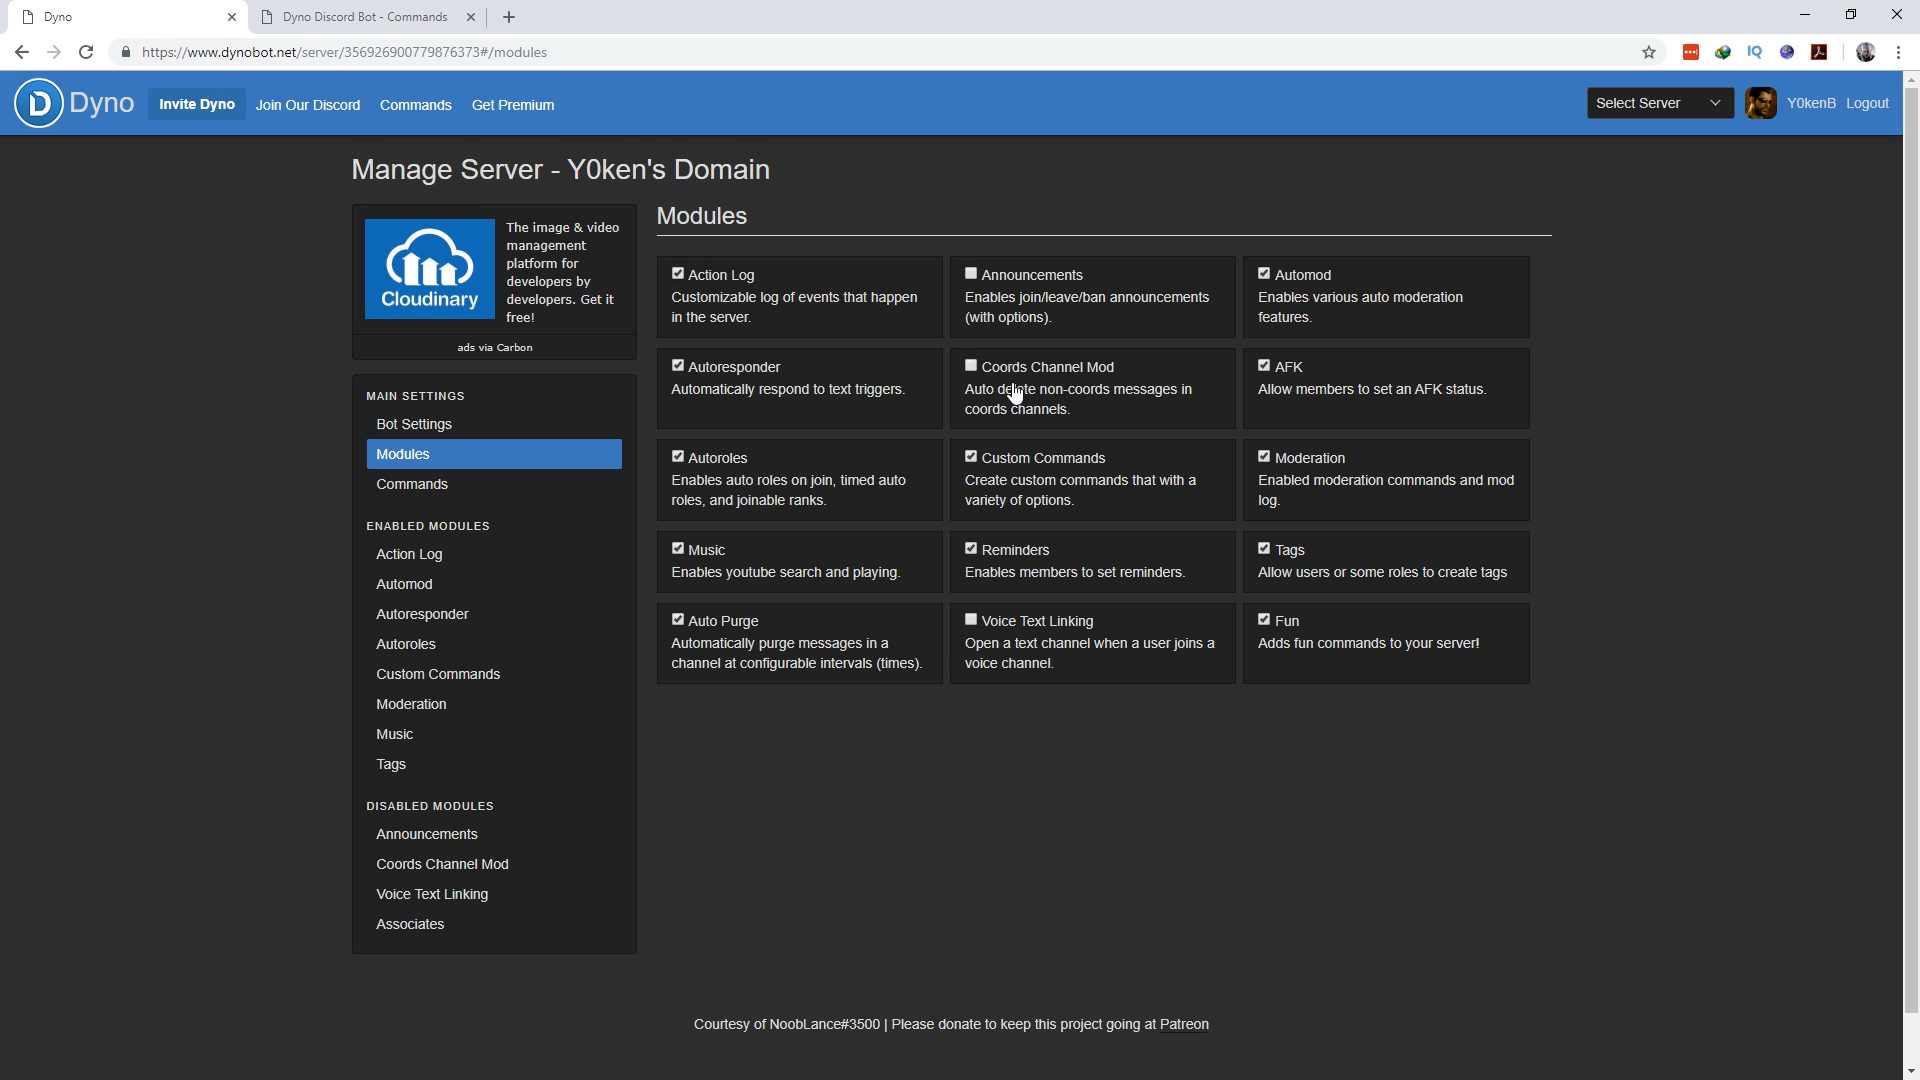 Dyno
Dyno Discord Bot - Commands
https://www.dynobot.net/server/356926900779876373#/modules
IQ
Dyno
Invite Dyno
Join Our Discord
Commands
Get Premium
Select Server
Y0kenB
Logout
Manage Server - Y0ken's Domain
Cloudinary
The image & video
management
platform for
developers by
developers. Get it
free!
ads via Carbon
MAIN SETTINGS
Bot Settings
Modules
Commands
ENABLED MODULES
Action Log
Automod
Autoresponder
Autoroles
Custom Commands
Moderation
Music
Tags
DISABLED MODULES
Announcements
Coords Channel Mod
Voice Text Linking
Associates
Modules
Action Log
Customizable log of events that happen
in the server.
Announcements
Enables join/leave/ban announcements
(with options).
Automod
Enables various auto moderation
features.
Autoresponder
Automatically respond to text triggers.
Coords Channel Mod
Auto delete non-coords messages in
coords channels.
AFK
Allow members to set an AFK status.
Autoroles
Enables auto roles on join, timed auto
roles, and joinable ranks.
Custom Commands
Create custom commands that with a
variety of options.
Moderation
Enabled moderation commands and mod
log.
Music
Enables youtube search and playing.
Reminders
Enables members to set reminders.
Tags
Allow users or some roles to create tags
Auto Purge
Automatically purge messages in a
channel at configurable intervals (times).
Voice Text Linking
Open a text channel when a user joins a
voice channel.
Fun
Adds fun commands to your server!
Courtesy of NoobLance#3500 | Please donate to keep this project going at Patreon